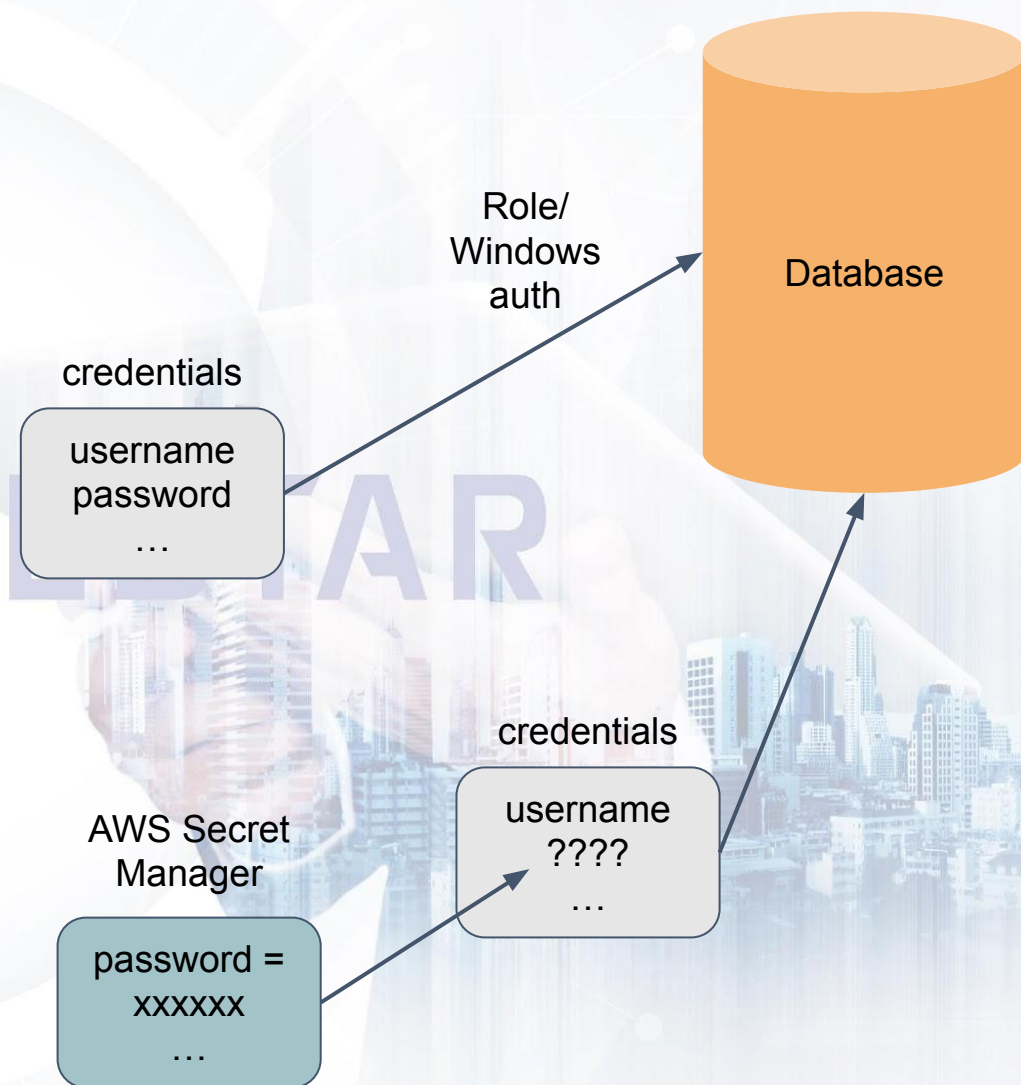 Role/
Windows
auth
Database
credentials
username
password
…
credentials
username
????
…
AWS Secret
Manager
password =
xxxxxx
…